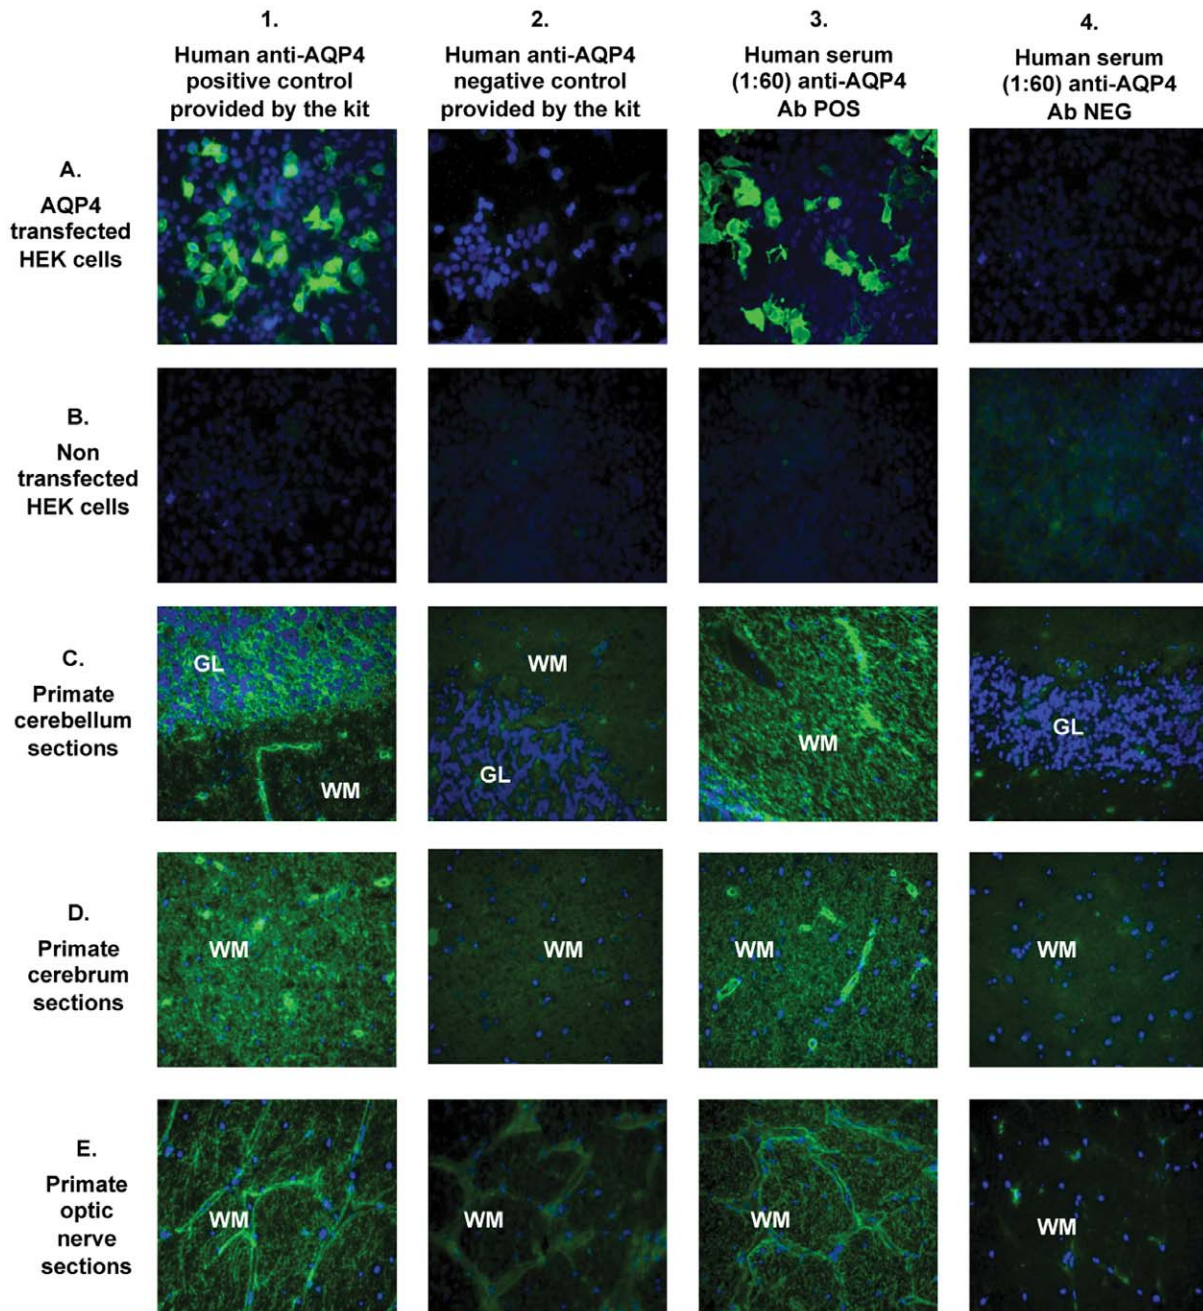 1.
Human anti-AQP4
positive control
provided by the kit
2.
Human anti-AQP4
negative control
provided by the kit
3.
Human serum
(1:60) anti-AQP4
Ab POS
4.
Human serum
(1:60) anti-AQP4
Ab NEG
A.
AQP4
transfected
HEK cells
B.
Non
transfected
HEK cells
C.
Primate
cerebellum
sections
GL
WM
WM
GL
WM
GL
D.
Primate
cerebrum
sections
WM
WM
WM
WM
E.
Primate
optic
nerve
sections
WM
WM
WM
WM